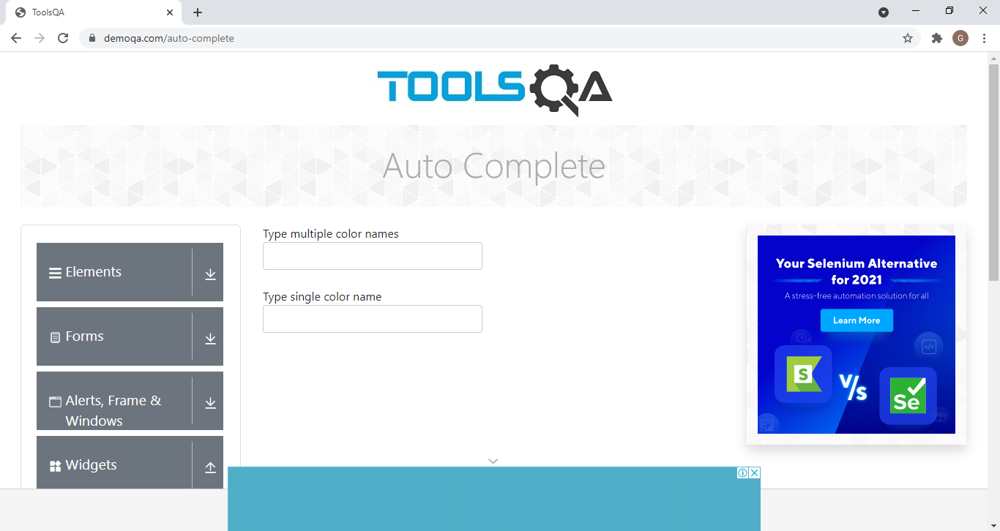 ToolsQA
demoqa.com/auto-complete
G
TOOLSQA
Auto Complete
Elements
Forms
Alerts, Frame &
Windows
Widgets
Type multiple color names
Type single color name
Your Selenium Alternative
for 2021
A stress-free automation solution for all
Learn More
S
V/s
Se